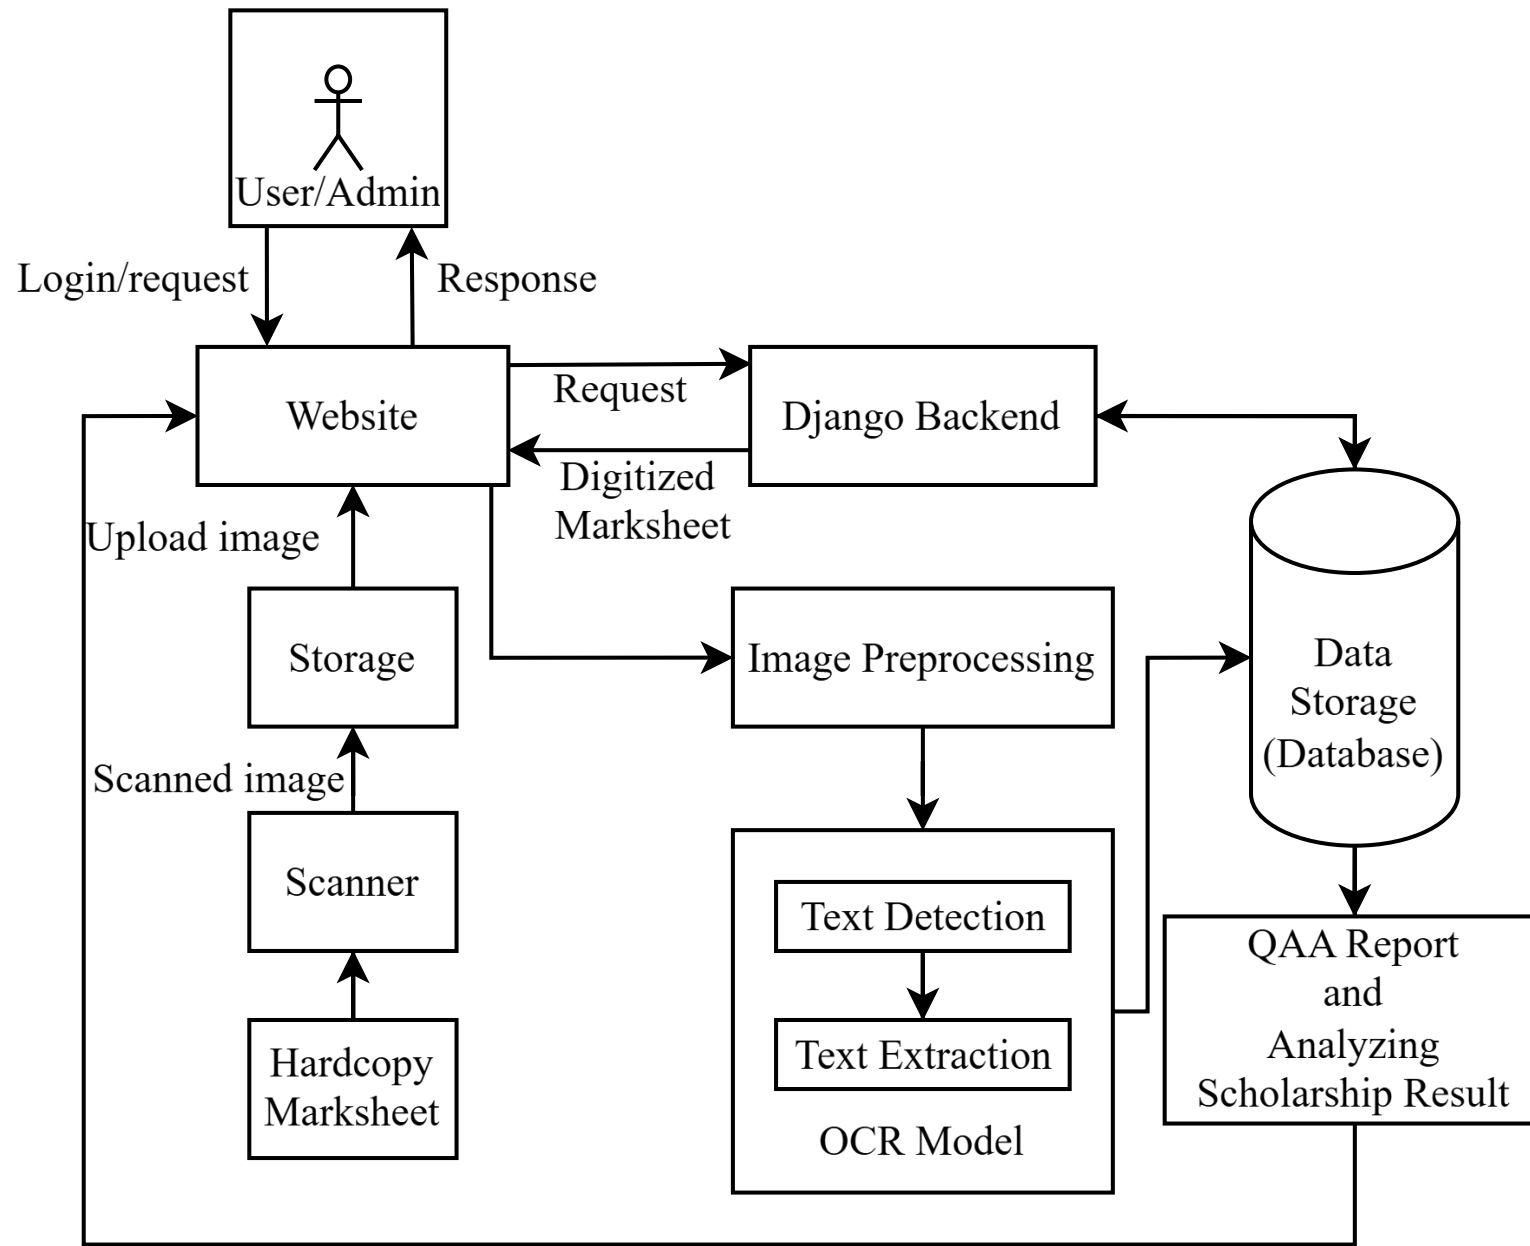 User/Admin
Login/request
Response
Website
Request
Django Backend
Digitized
Marksheet
Upload image
Storage
Image Preprocessing
Data
Storage
(Database)
Scanned image
Scanner
Text Detection
QAA Report
and
Analyzing
Scholarship Result
Hardcopy
Marksheet
Text Extraction
OCR Model